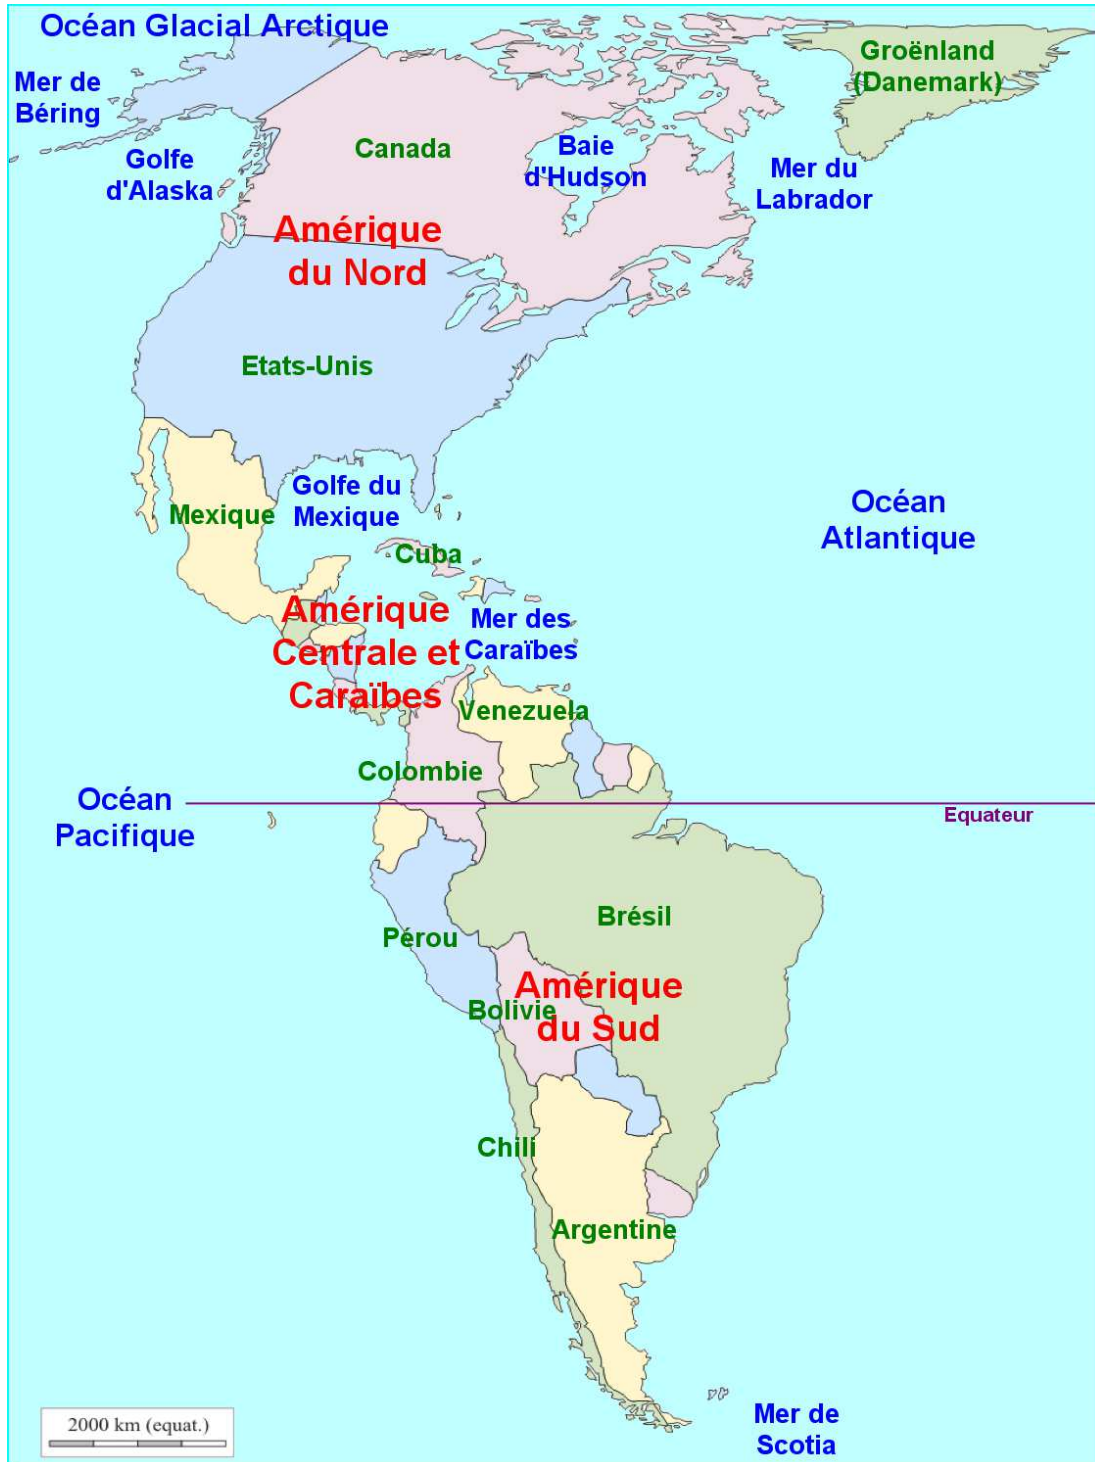 Océan Glacial Arctique
Groënland
(Danemark)
Mer de
Béring
Canada
Baie
d'Hudson
Golfe
d'Alaska
Mer du
Labrador
Amérique
du Nord
Etats-Unis
Golfe du
Mexique
Mexique
Océan
Atlantique
Cuba
Amérique
Centrale et
Caraïbes
Mer des
Caraïbes
Venezuela
Colombie
Océan
Pacifique
Equateur
Brésil
Pérou
Amérique
du Sud
Bolivie
Chili
Argentine
2000 km (equat.)
Mer de
Scotia